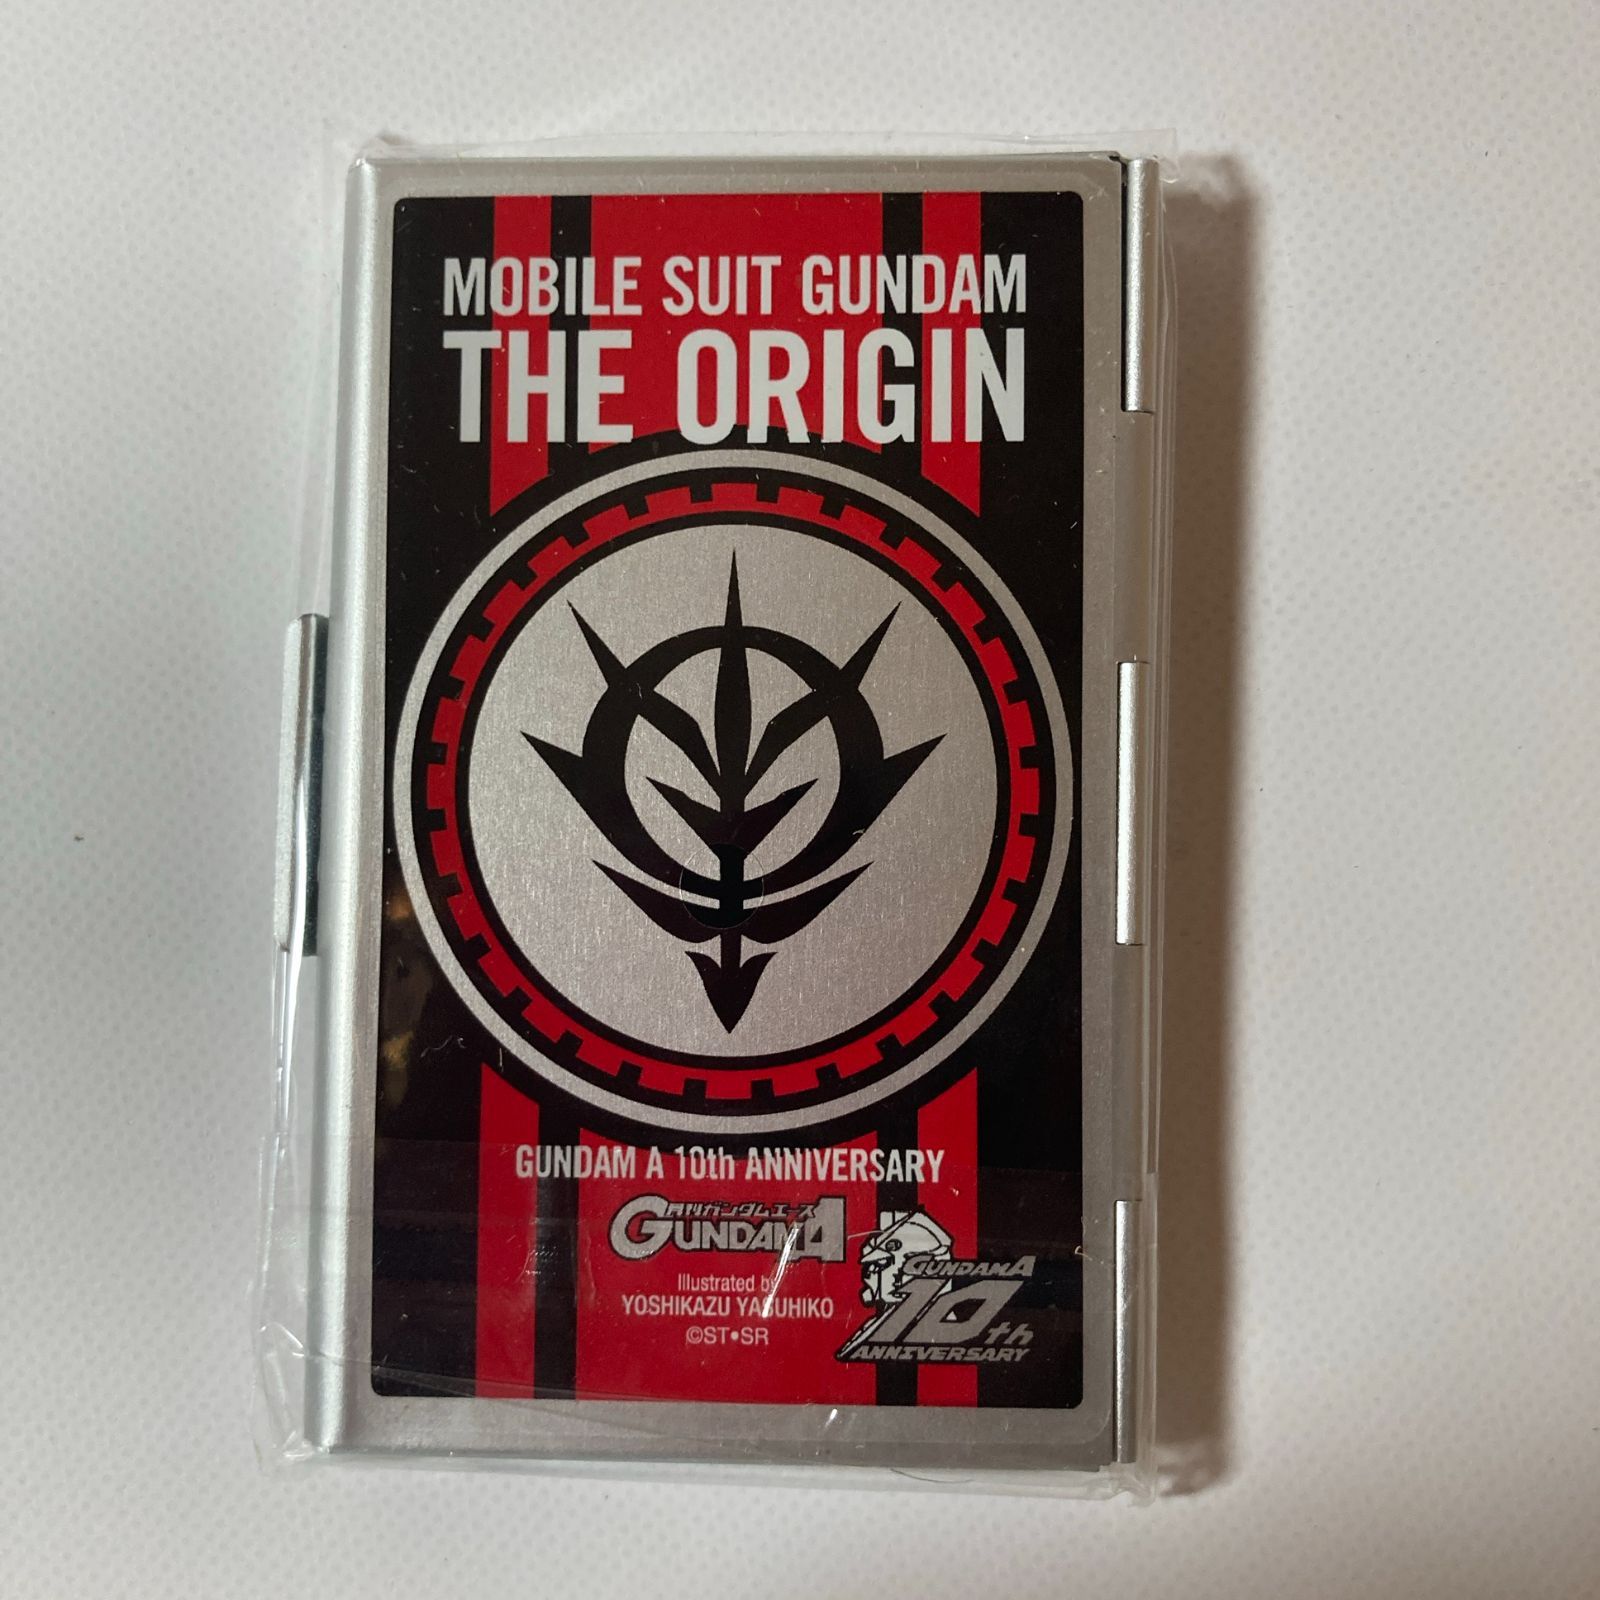 MOBILE SUIT GUNDAM
THE ORIGIN
GUNDAM A 10th ANNIVERSARY
月刊ガンダムエース
GUNDAM A
Illustrated by
YOSHIKAZU YASUHIKO
©ST•SR
GUNDAM A
10th
ANNIVERSARY